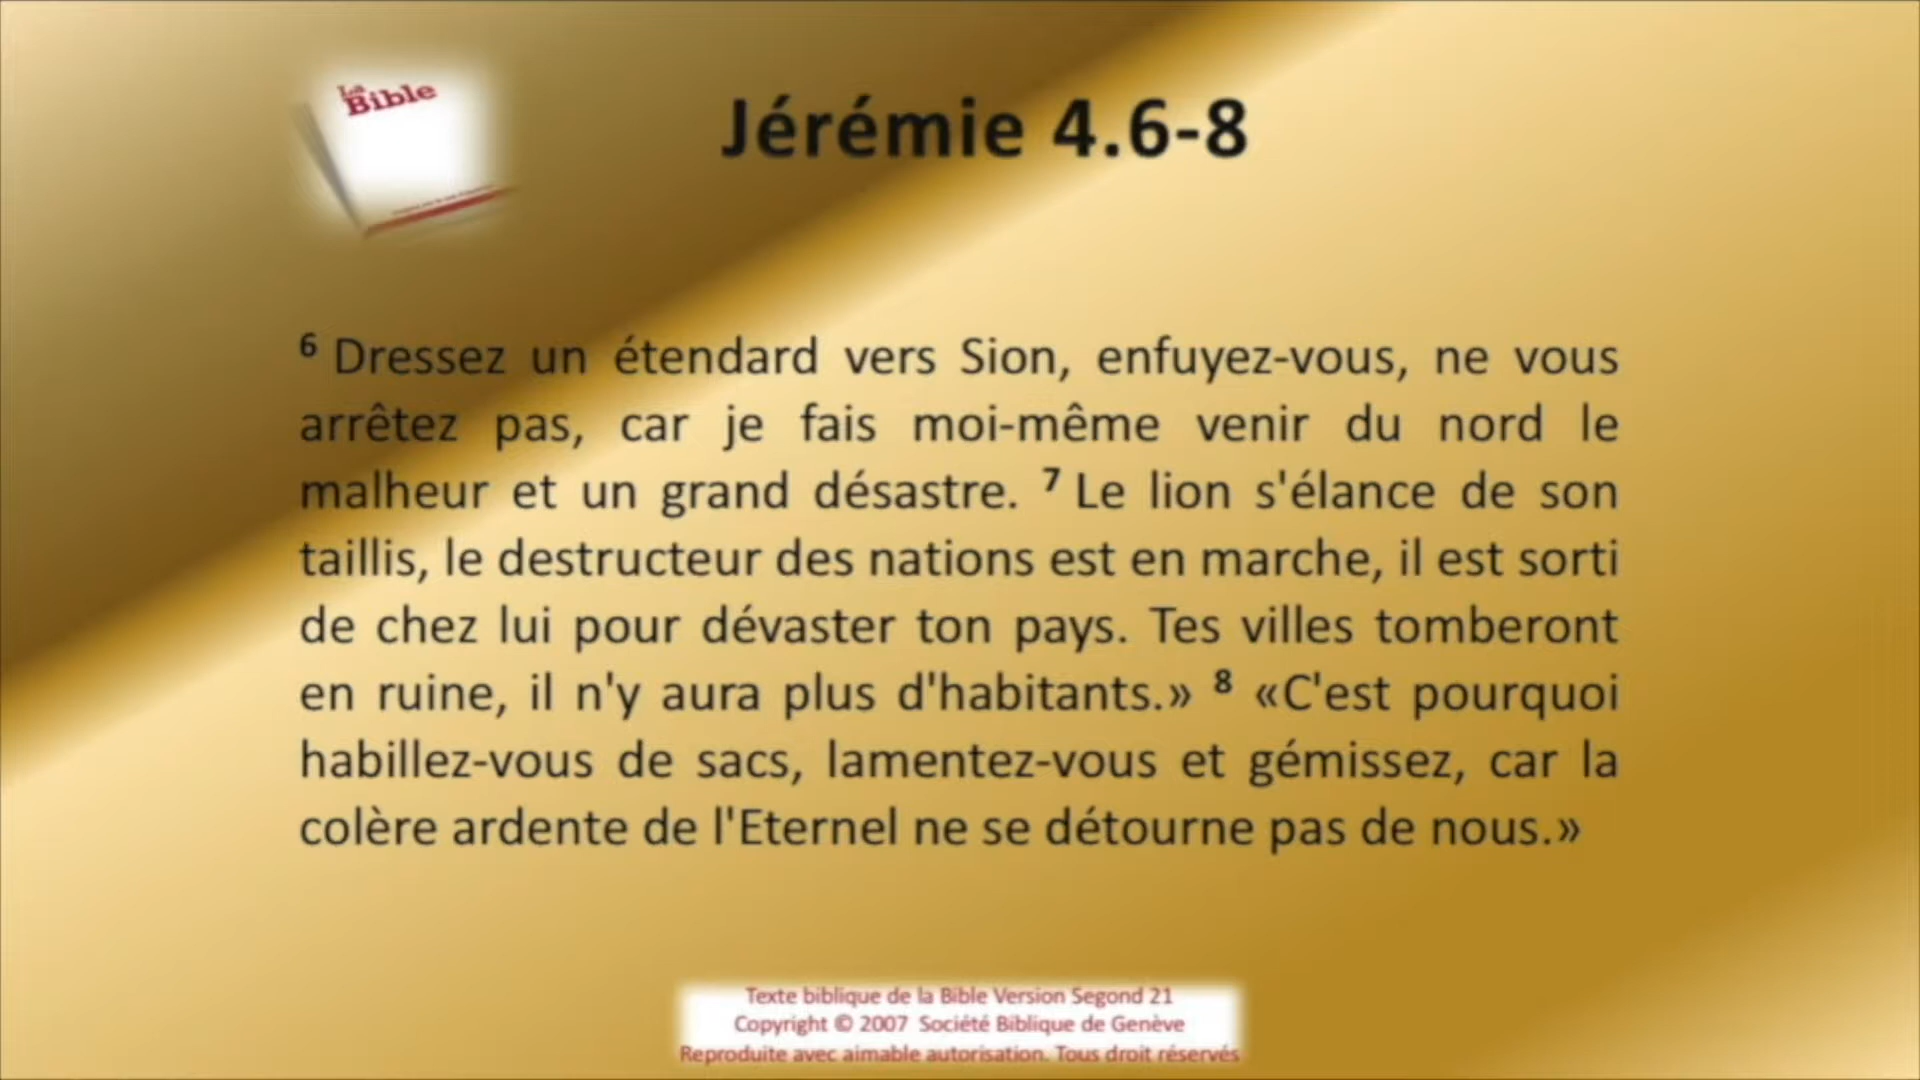 La
Bible
Jérémie 4.6-8
6 Dressez un étendard vers Sion, enfuyez-vous, ne vous
arrêtez pas, car je fais moi-même venir du nord le
malheur et un grand désastre. 7 Le lion s'élance de son
taillis, le destructeur des nations est en marche, il est sorti
de chez lui pour dévaster ton pays. Tes villes tomberont
en ruine, il n'y aura plus d'habitants.» 8 «C'est pourquoi
habillez-vous de sacs, lamentez-vous et gémissez, car la
colère ardente de l'Eternel ne se détourne pas de nous.»
Texte biblique de la Bible Version Segond 21
Copyright © 2007 Société Biblique de Genève
Reproduite avec aimable autorisation. Tous droit réservés